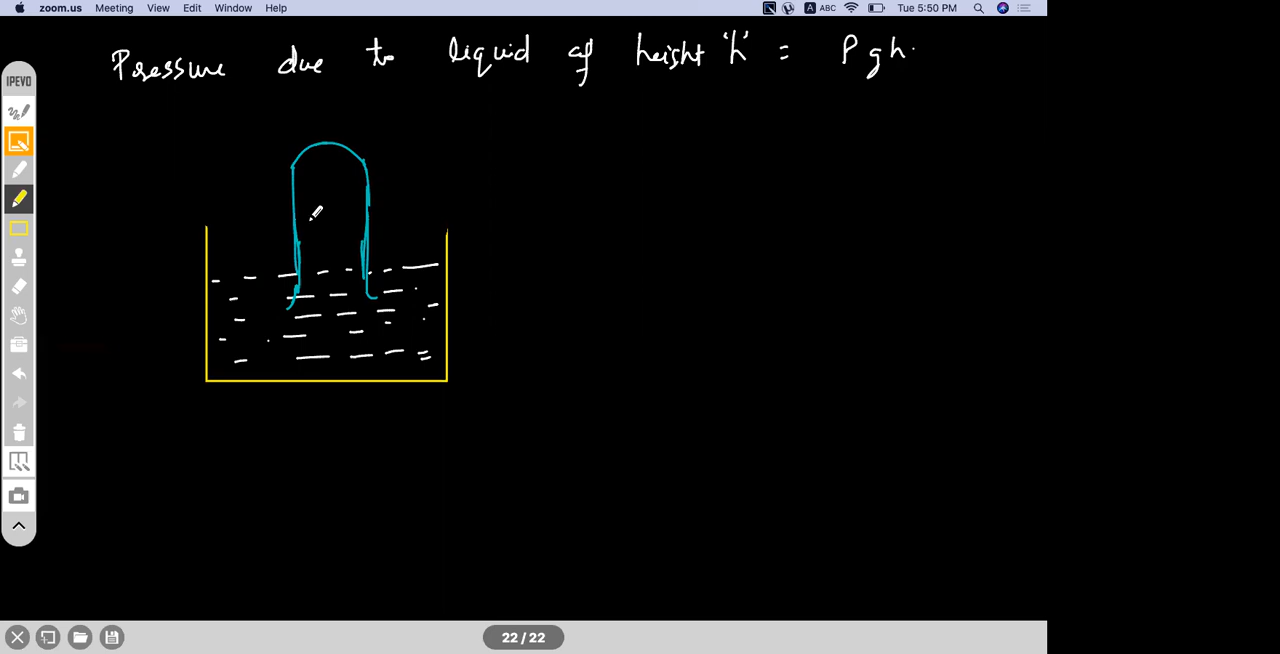 zoom.us Meeting View Edit Window Help A ABC Tue 5:50 PM
Pressure due to liquid of height 'h' = ρgh.
IPEVO
22 / 22